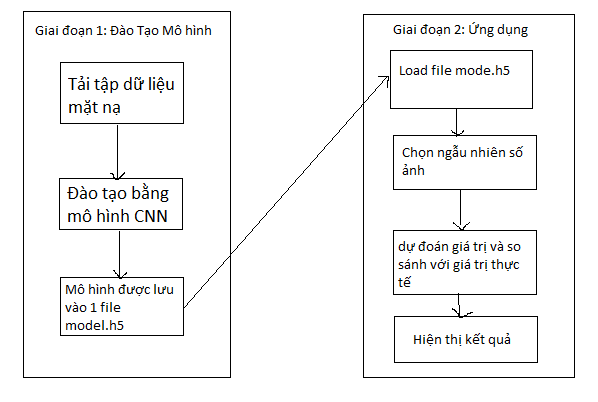 Giai đoạn 1: Đào Tạo Mô hình
Tải tập dữ liệu
mặt nạ
Đào tạo bằng
mô hình CNN
Mô hình được lưu
vào 1 file
model.h5
Giai đoạn 2: Ứng dụng
Load file mode.h5
Chọn ngẫu nhiên số
ảnh
dự đoán giá trị và so
sánh với giá trị thực
tế
Hiện thị kết quả